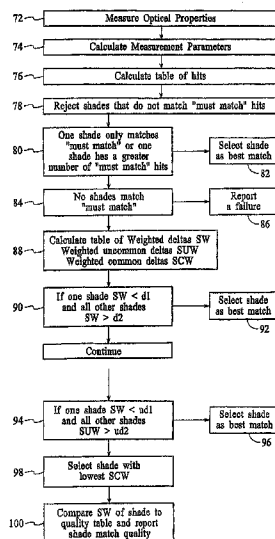 72
Measure Optical Properties
74
Calculate Measurement Parameters
76
Calculate table of hits
78
Reject shades that do not match "must match" hits
80
One shade only matches
"must match" or one
shade has a greater
number of "must match" hits
Select shade
as best match
82
84
No shades match
"must match"
Report
a failure
86
88
Calculate table of Weighted deltas SW
Weighted uncommon deltas SUW
Weighted common deltas SCW
90
If one shade SW < d1
and all other shades
SW > d2
Select shade
as best match
92
Continue
94
If one shade SW < ud1
and all other shades
SUW > ud2
Select shade
as best match
96
98
Select shade with
lowest SCW
100
Compare SW of shade to
quality table and report
shade match quality